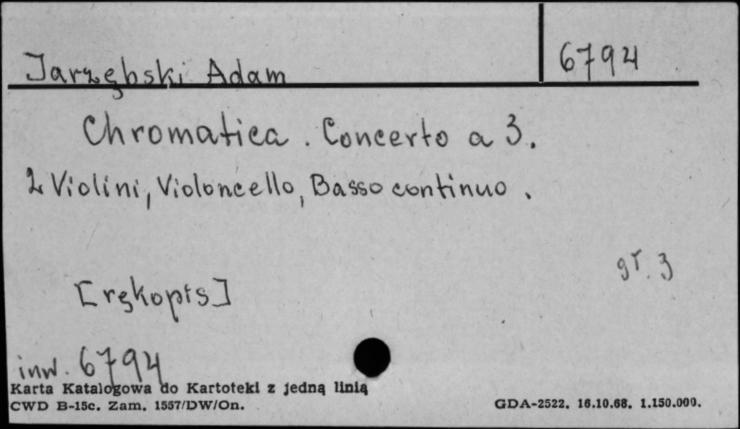 Jarzębski Adam
6794
Chromatica. Concerto a 3.
2 Violini, Violoncello, Basso continuo.
gr. 3
[rękopis]
inw. 6794
Karta Katalogowa do Kartoteki z jedną linią
CWD B-15c. Zam. 1557/DW/On.
GDA-2522. 16.10.68. 1.150.000.